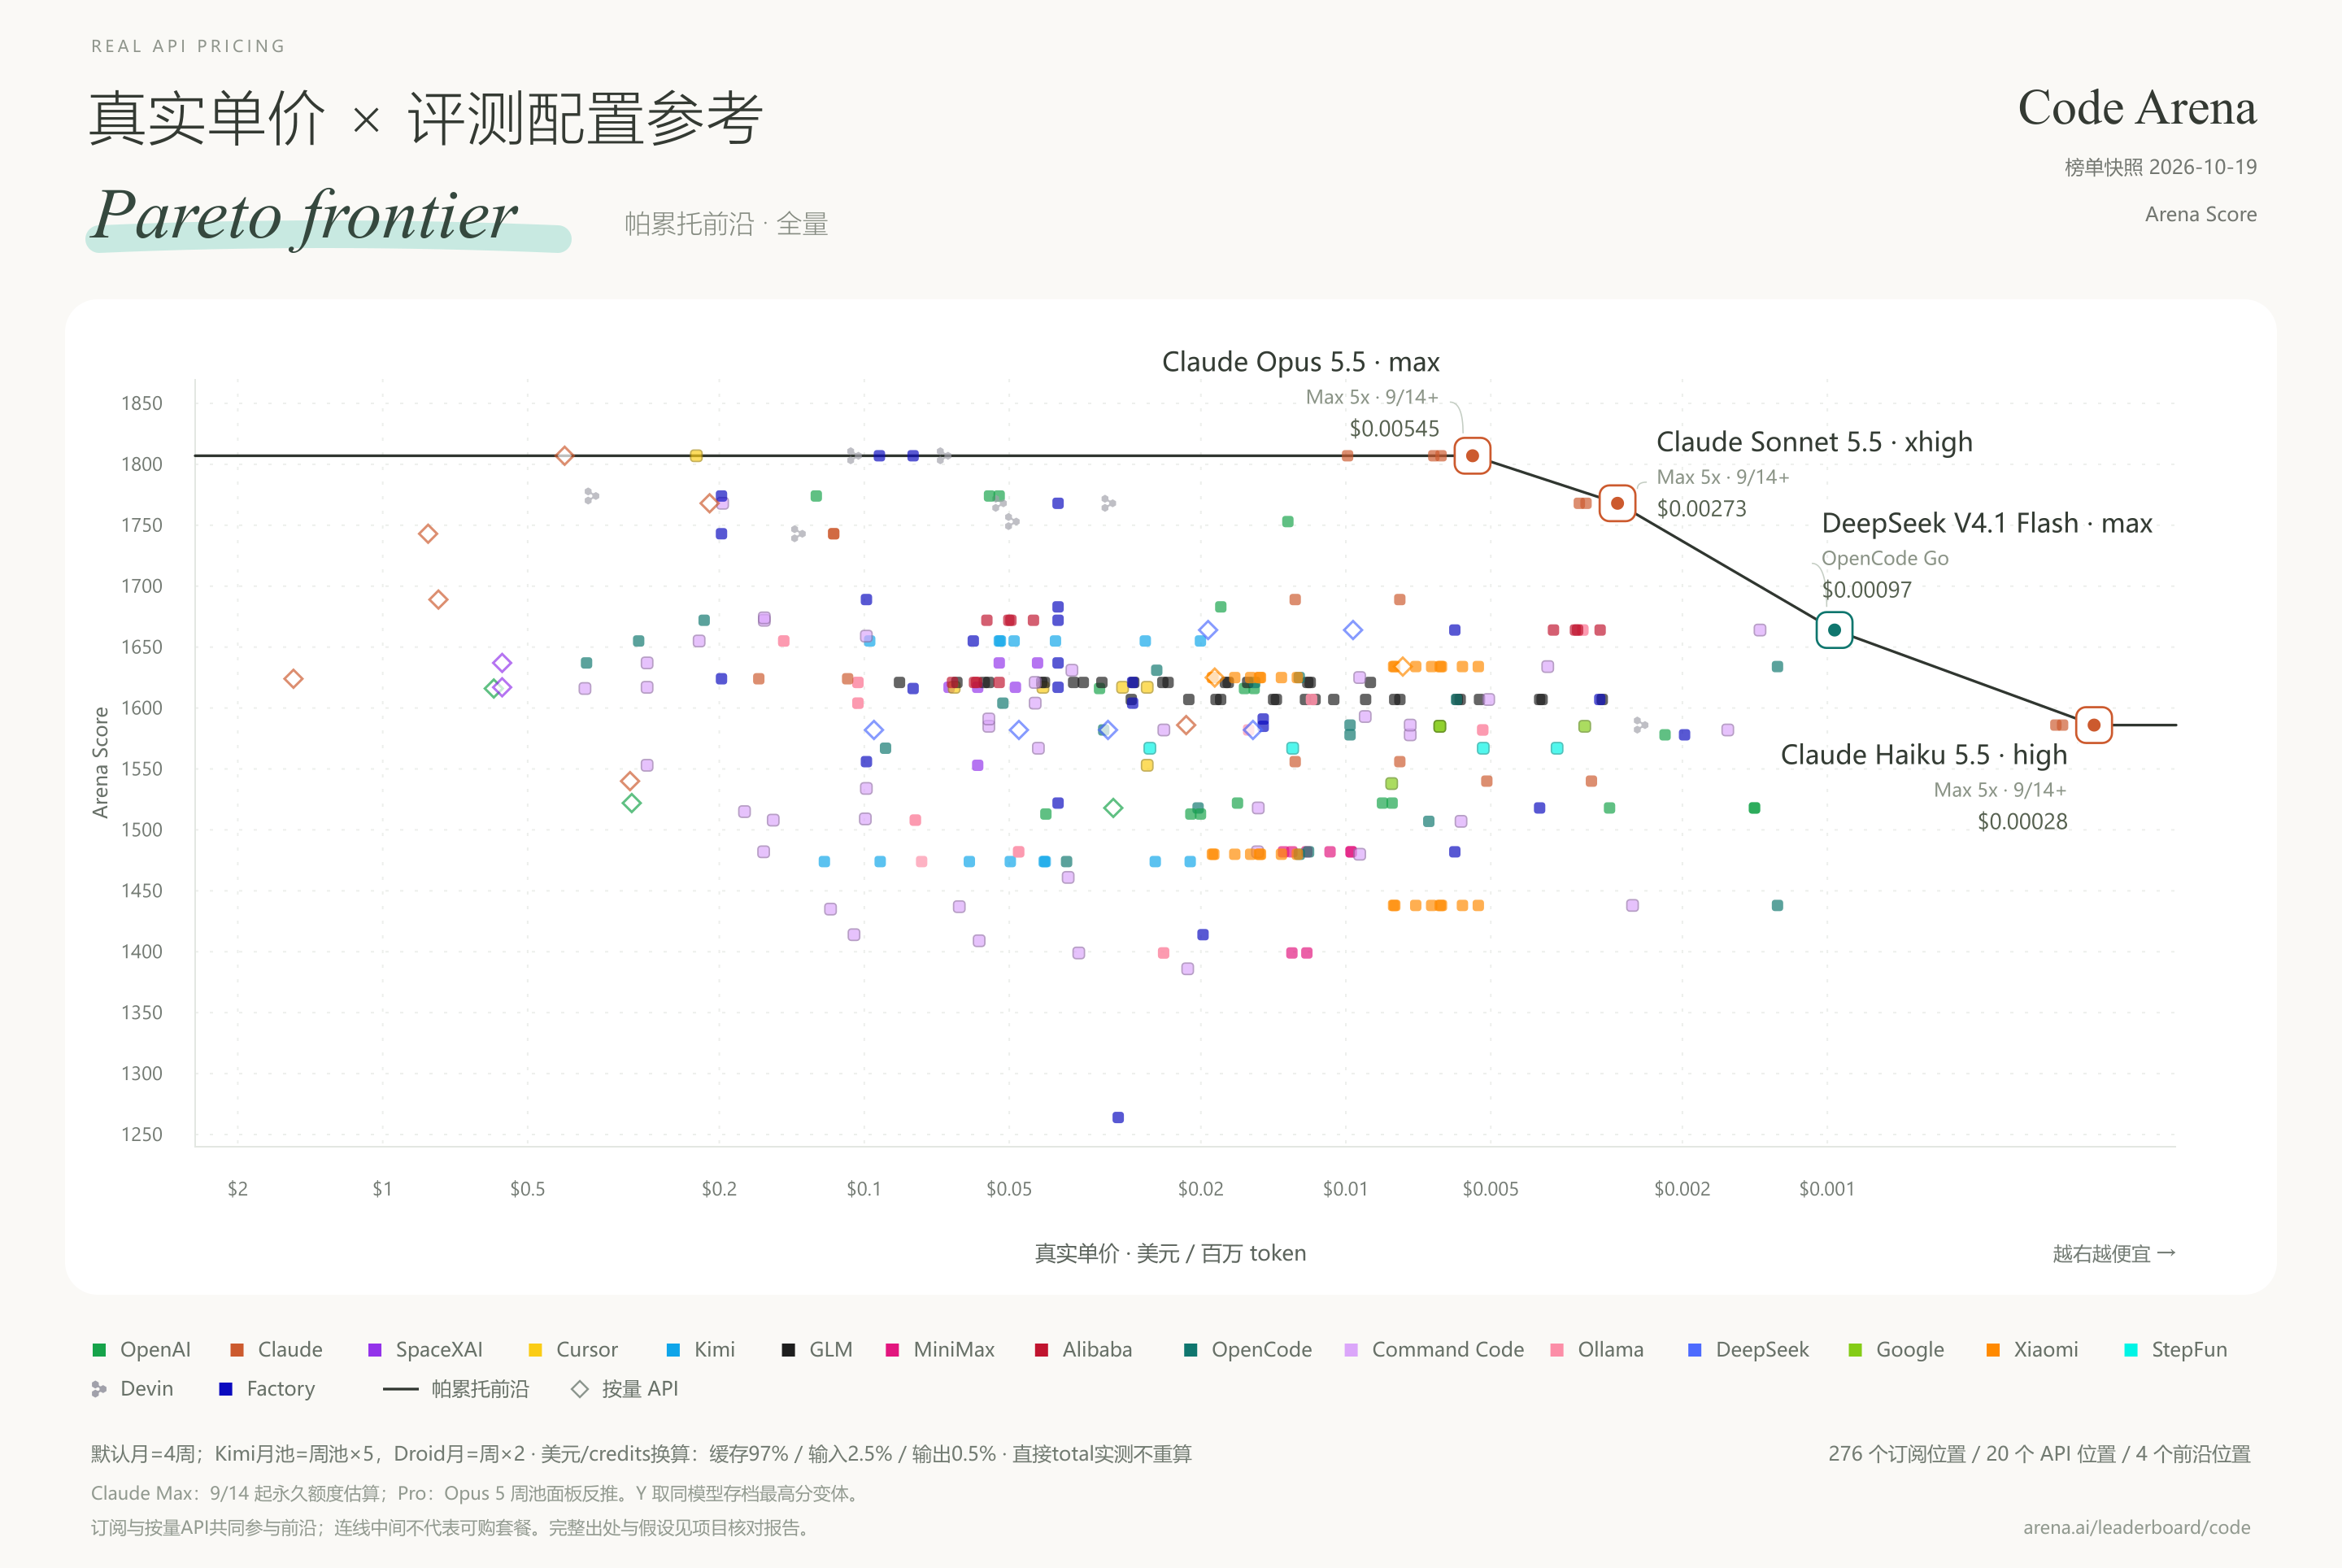 REAL API PRICING
真实单价 × 评测配置参考
Pareto frontier
帕累托前沿 · 全量
Code Arena
榜单快照 2026-10-19
Arena Score
Claude Opus 5.5 · max
Max 5x · 9/14+
$0.00545
Claude Sonnet 5.5 · xhigh
Max 5x · 9/14+
$0.00273
DeepSeek V4.1 Flash · max
OpenCode Go
$0.00097
Claude Haiku 5.5 · high
Max 5x · 9/14+
$0.00028
Arena Score
1850
1800
1750
1700
1650
1600
1550
1500
1450
1400
1350
1300
1250
$2 $1 $0.5 $0.2 $0.1 $0.05 $0.02 $0.01 $0.005 $0.002 $0.001
真实单价 · 美元 / 百万 token
越右越便宜 →
OpenAI Claude SpaceXAI Cursor Kimi GLM MiniMax Alibaba OpenCode Command Code Ollama DeepSeek Google Xiaomi StepFun
Devin Factory 帕累托前沿 按量 API
默认月=4周；Kimi月池=周池×5，Droid月=周×2 · 美元/credits换算：缓存97% / 输入2.5% / 输出0.5% · 直接total实测不重算
276 个订阅位置 / 20 个 API 位置 / 4 个前沿位置
Claude Max：9/14 起永久额度估算；Pro：Opus 5 周池面板反推。Y 取同模型存档最高分变体。
订阅与按量API共同参与前沿；连线中间不代表可购套餐。完整出处与假设见项目核对报告。
arena.ai/leaderboard/code